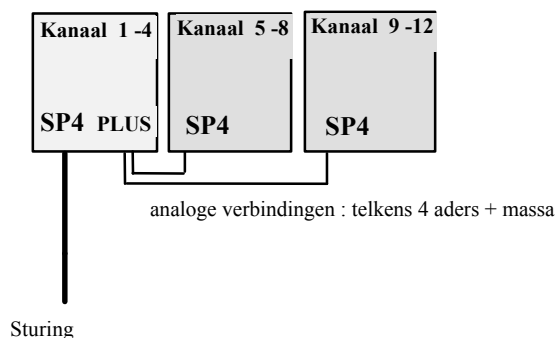 Kanaal 1 -4
Kanaal 5 -8
Kanaal 9 -12
SP4 PLUS
SP4
SP4
analoge verbindingen : telkens 4 aders + massa
Sturing